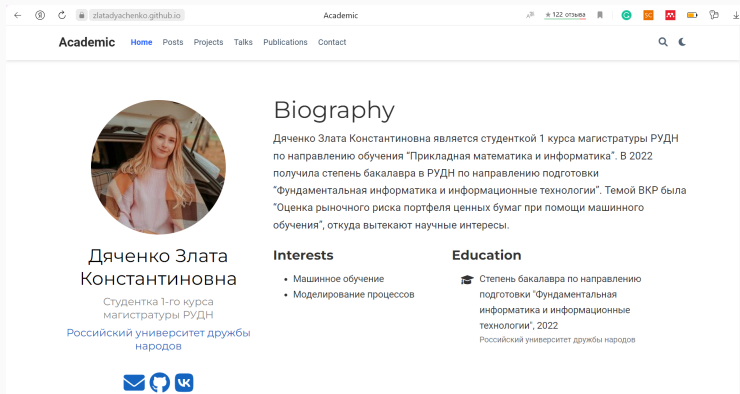 zlatadyachenko.github.io
Academic
★ 122 отзыва
SC
Academic
Home Posts Projects Talks Publications Contact
Biography
Дяченко Злата Константиновна является студенткой 1 курса магистратуры РУДН
по направлению обучения "Прикладная математика и информатика". В 2022
получила степень бакалавра в РУДН по направлению подготовки
"Фундаментальная информатика и информационные технологии". Темой ВКР была
"Оценка рыночного риска портфеля ценных бумаг при помощи машинного
обучения", откуда вытекают научные интересы.
Дяченко Злата
Константиновна
Студентка 1-го курса
магистратуры РУДН
Российский университет дружбы
народов
Interests
Машинное обучение
Моделирование процессов
Education
Степень бакалавра по направлению
подготовки "Фундаментальная
информатика и информационные
технологии", 2022
Российский университет дружбы народов